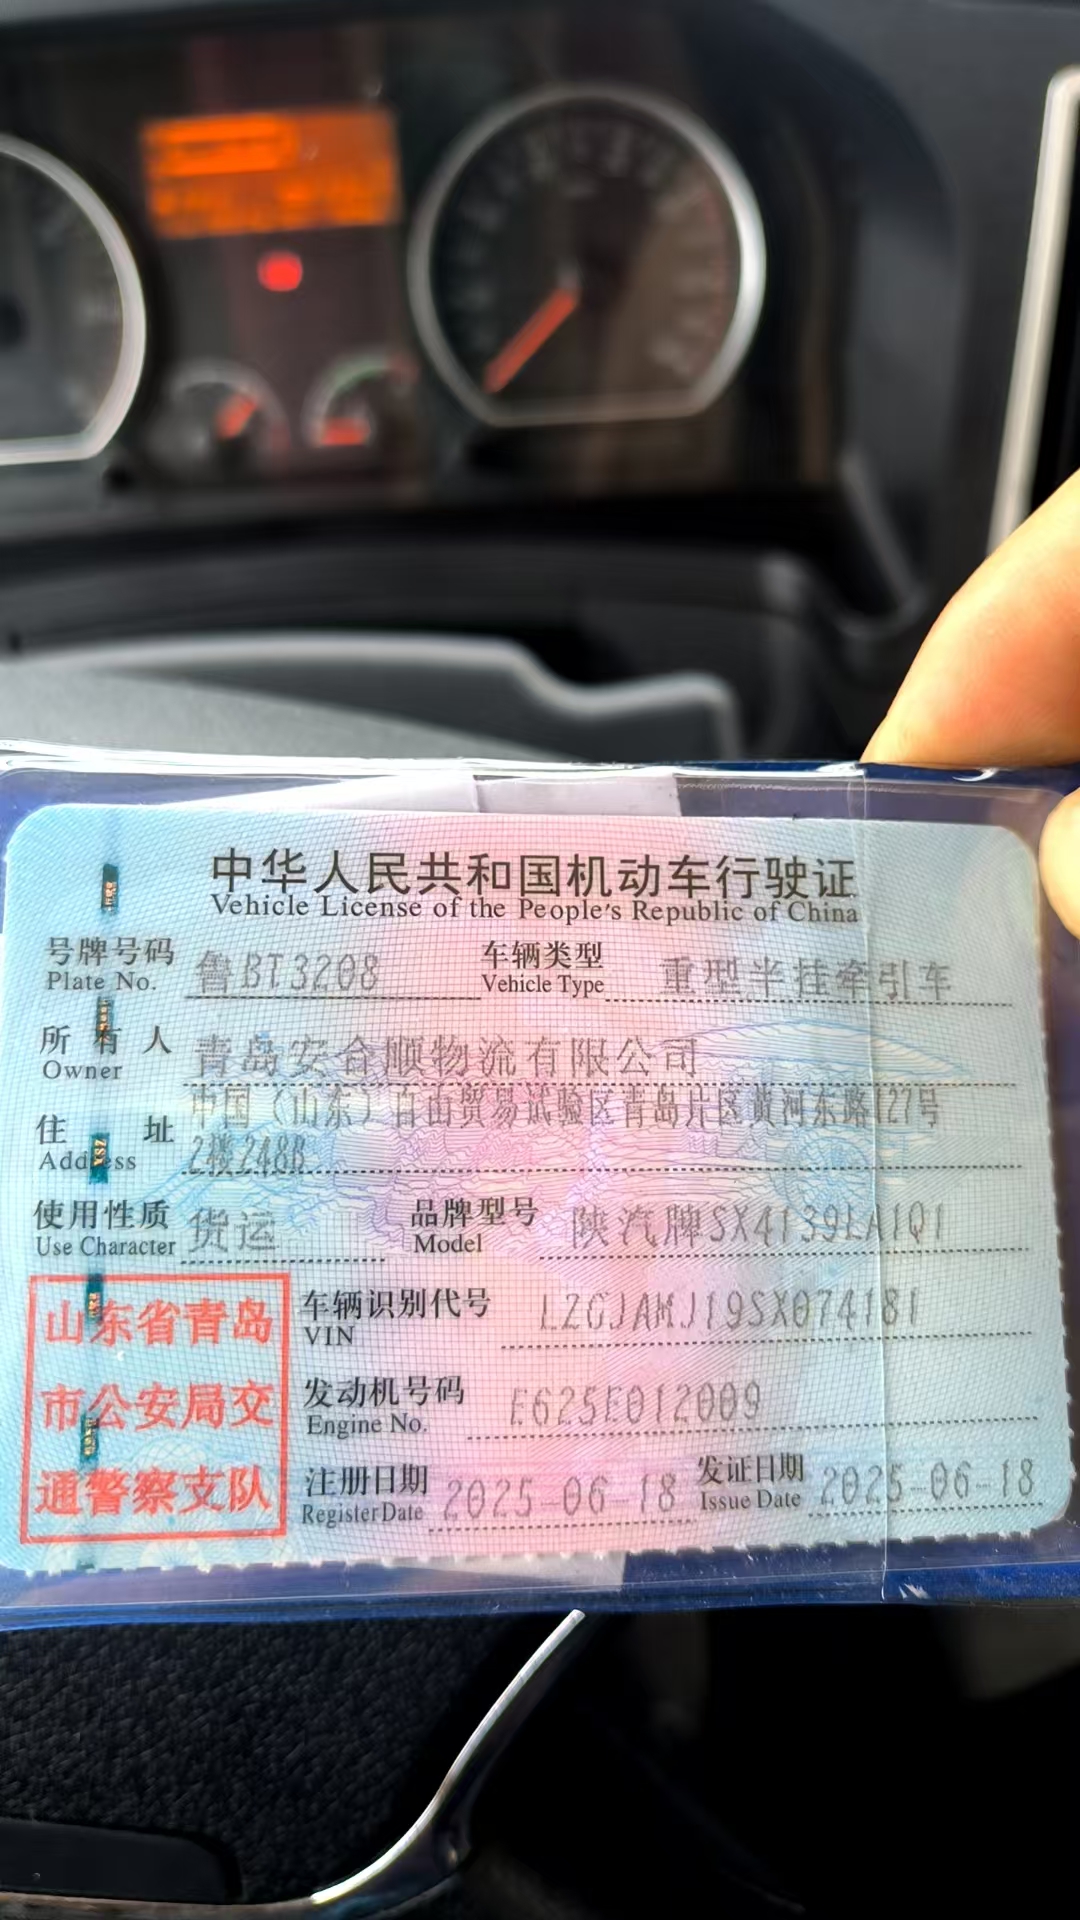 中华人民共和国机动车行驶证
Vehicle License of the People's Republic of China
号牌号码 鲁BT3208 车辆类型 重型半挂牵引车
Plate No. Vehicle Type
所有人 青岛安合顺物流有限公司
Owner
中国（山东）自由贸易试验区青岛片区黄河东路127号
住址 2楼248B
Address
使用性质 货运 品牌型号 陕汽牌SX4139LA1Q1
Use Character Model
山东省青岛
市公安局交
通警察支队
车辆识别代号 LZGJAMJ19SX074181
VIN
发动机号码 E625E012009
Engine No.
注册日期 2025-06-18 发证日期 2025-06-18
Register Date Issue Date